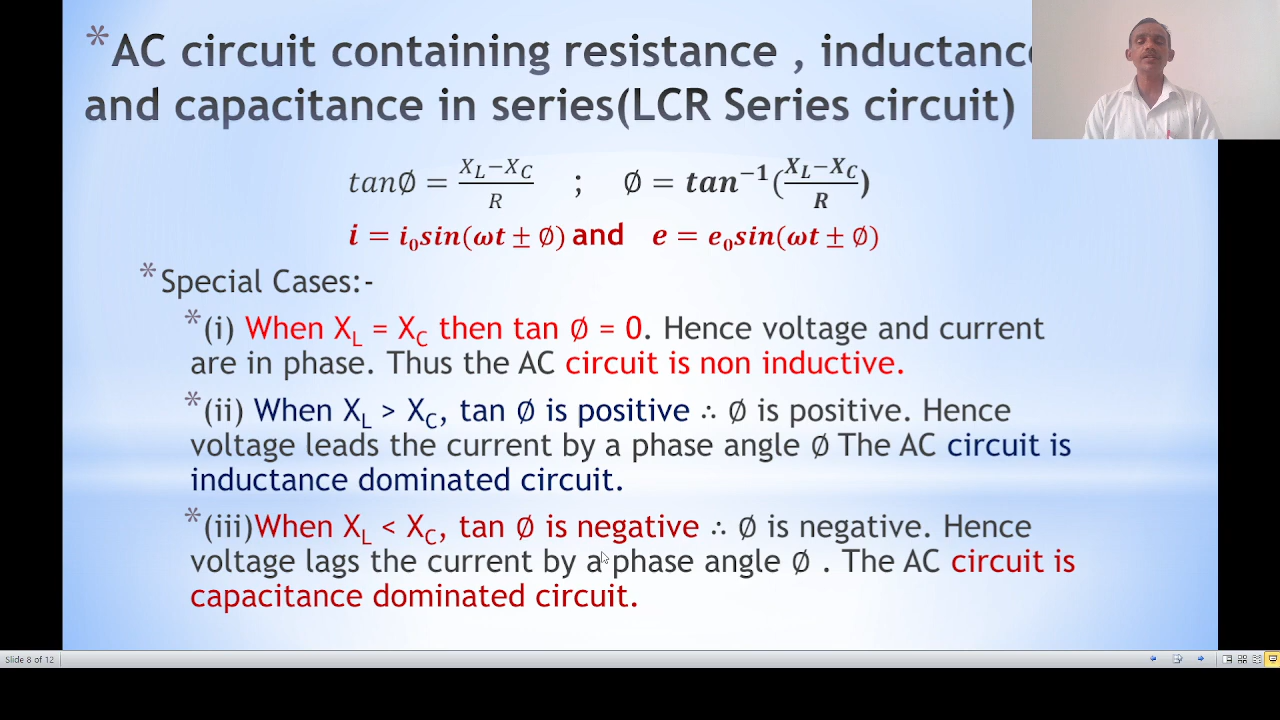 *AC circuit containing resistance , inductance
and capacitance in series(LCR Series circuit)
tan∅ = (X_L−X_C)/R ; ∅ = tan⁻¹((X_L−X_C)/R)
i = i₀sin(ωt ± ∅) and e = e₀sin(ωt ± ∅)
*Special Cases:-
*(i) When X_L = X_C then tan ∅ = 0. Hence voltage and current
are in phase. Thus the AC circuit is non inductive.
*(ii) When X_L > X_C, tan ∅ is positive ∴ ∅ is positive. Hence
voltage leads the current by a phase angle ∅ The AC circuit is
inductance dominated circuit.
*(iii)When X_L < X_C, tan ∅ is negative ∴ ∅ is negative. Hence
voltage lags the current by a phase angle ∅ . The AC circuit is
capacitance dominated circuit.
Slide 8 of 12